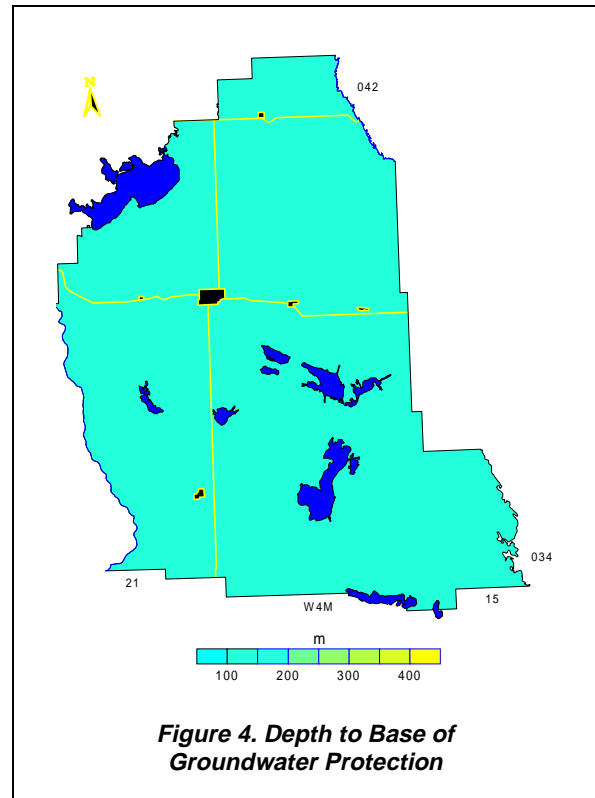 N
042
034
21
W4M
15
m
100 200 300 400
Figure 4. Depth to Base of
Groundwater Protection